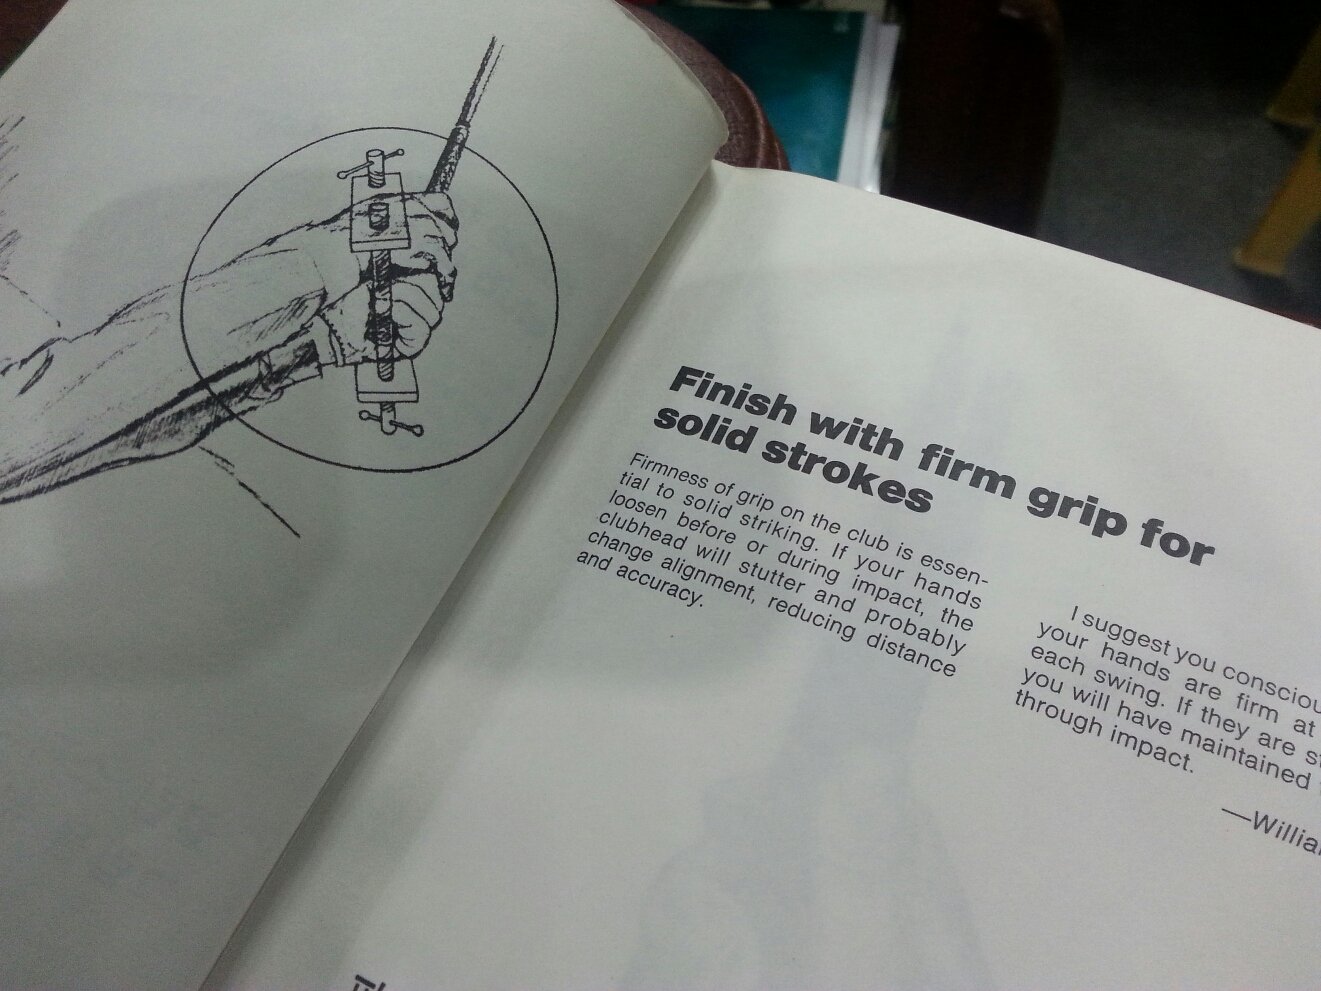 Finish with firm grip for
solid strokes
Firmness of grip on the club is essen-
tial to solid striking. If your hands
loosen before or during impact, the
clubhead will stutter and probably
change alignment, reducing distance
and accuracy.
I suggest you
your hands are firm at
each swing. If they are
you will have maintained
through impact.